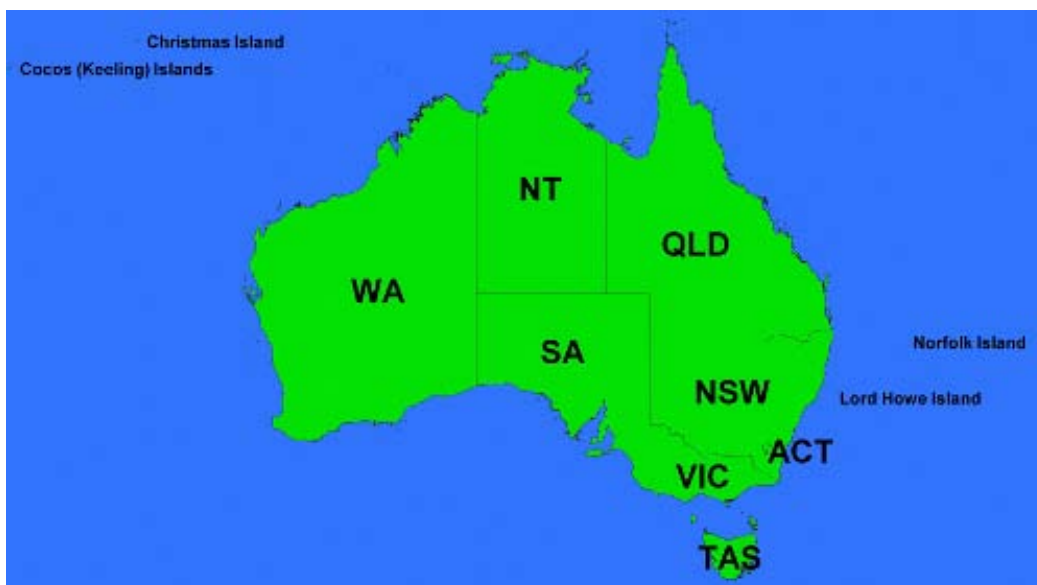 Christmas Island
Cocos (Keeling) Islands
NT
QLD
WA
SA
Norfolk Island
NSW
Lord Howe Island
ACT
VIC
TAS